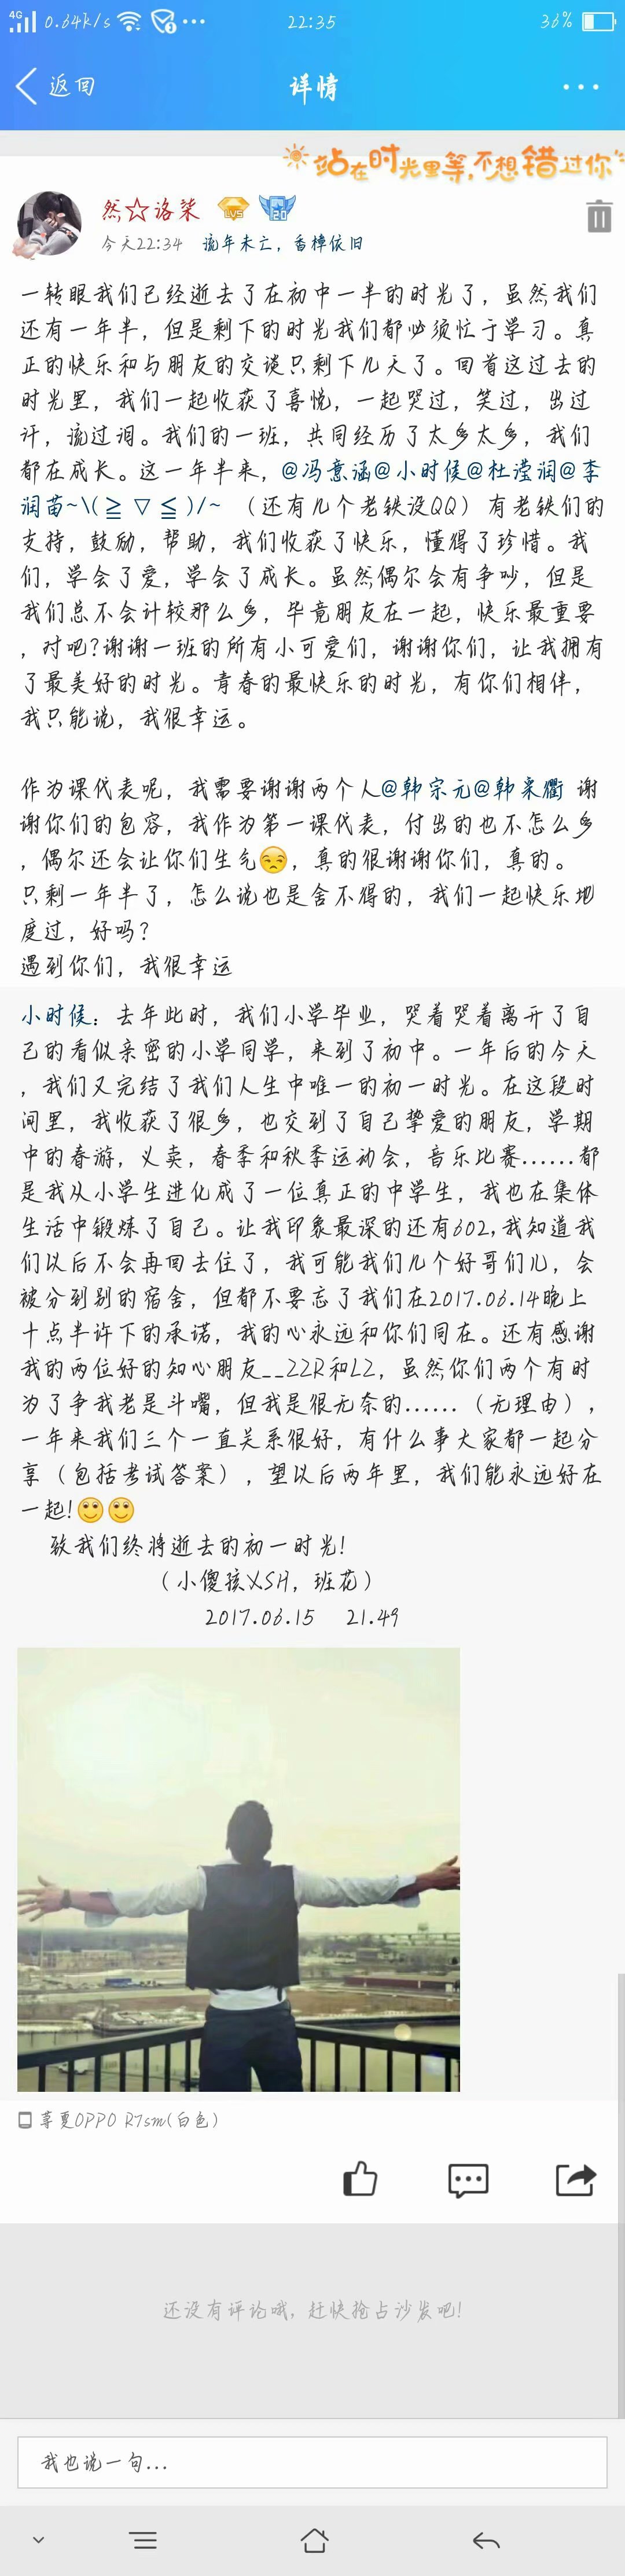 4G 0.64k/s 22:35 36%
返回 详情
站在时光里等,不想错过你
然☆洛柒 LV5 20
今天22:34 流年未亡，香樟依旧
一转眼我们已经逝去了在初中一半的时光了，虽然我们
还有一年半，但是剩下的时光我们都必须忙于学习。真
正的快乐和与朋友的交谈只剩下几天了。回首这过去的
时光里，我们一起收获了喜悦，一起哭过，笑过，出过
汗，流过泪。我们的一班，共同经历了太多太多，我们
都在成长。这一年半来，@冯意涵@小时候@杜滢润@李
润苗~\(≧▽≦)/~ （还有几个老铁没QQ）有老铁们的
支持，鼓励，帮助，我们收获了快乐，懂得了珍惜。我
们，学会了爱，学会了成长。虽然偶尔会有争吵，但是
我们总不会计较那么多，毕竟朋友在一起，快乐最重要
，对吧?谢谢一班的所有小可爱们，谢谢你们，让我拥有
了最美好的时光。青春的最快乐的时光，有你们相伴，
我只能说，我很幸运。
作为课代表呢，我需要谢谢两个人@韩宗元@韩采衢 谢
谢你们的包容，我作为第一课代表，付出的也不怎么多
，偶尔还会让你们生气😒，真的很谢谢你们，真的。
只剩一年半了，怎么说也是舍不得的，我们一起快乐地
度过，好吗?
遇到你们，我很幸运
小时候：去年此时，我们小学毕业，哭着哭着离开了自
己的看似亲密的小学同学，来到了初中。一年后的今天
，我们又完结了我们人生中唯一的初一时光。在这段时
间里，我收获了很多，也交到了自己挚爱的朋友，学期
中的春游，义卖，春季和秋季运动会，音乐比赛......都
是我从小学生进化成了一位真正的中学生，我也在集体
生活中锻炼了自己。让我印象最深的还有602,我知道我
们以后不会再回去住了，我可能我们几个好哥们儿，会
被分到别的宿舍，但都不要忘了我们在2017.06.14晚上
十点半许下的承诺，我的心永远和你们同在。还有感谢
我的两位好的知心朋友__ZZR和LZ，虽然你们两个有时
为了争我老是斗嘴，但我是很无奈的......（无理由），
一年来我们三个一直关系很好，有什么事大家都一起分
享（包括考试答案），望以后两年里，我们能永远好在
一起!🙂🙂
致我们终将逝去的初一时光!
（小傻孩XSH，班花）
2017.06.15 21.49
享夏OPPO R7sm(白色)
还没有评论哦，赶快抢占沙发吧!
我也说一句...